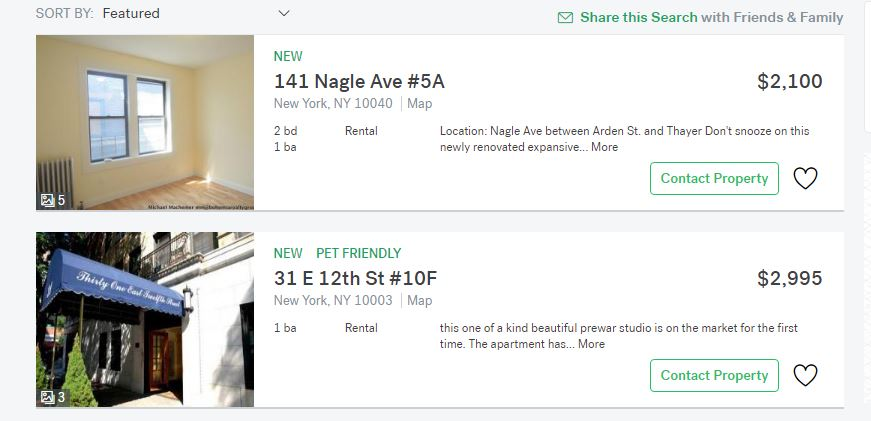 SORT BY: Featured
Share this Search with Friends & Family
NEW
141 Nagle Ave #5A
$2,100
New York, NY 10040 | Map
2 bd
Rental
Location: Nagle Ave between Arden St. and Thayer Don't snooze on this
1 ba
newly renovated expansive... More
Contact Property
5
Michael Machemer
NEW PET FRIENDLY
31 E 12th St #10F
$2,995
New York, NY 10003 | Map
1 ba
Rental
this one of a kind beautiful prewar studio is on the market for the first
time. The apartment has... More
Contact Property
Thirty One East Twelfth Street
3